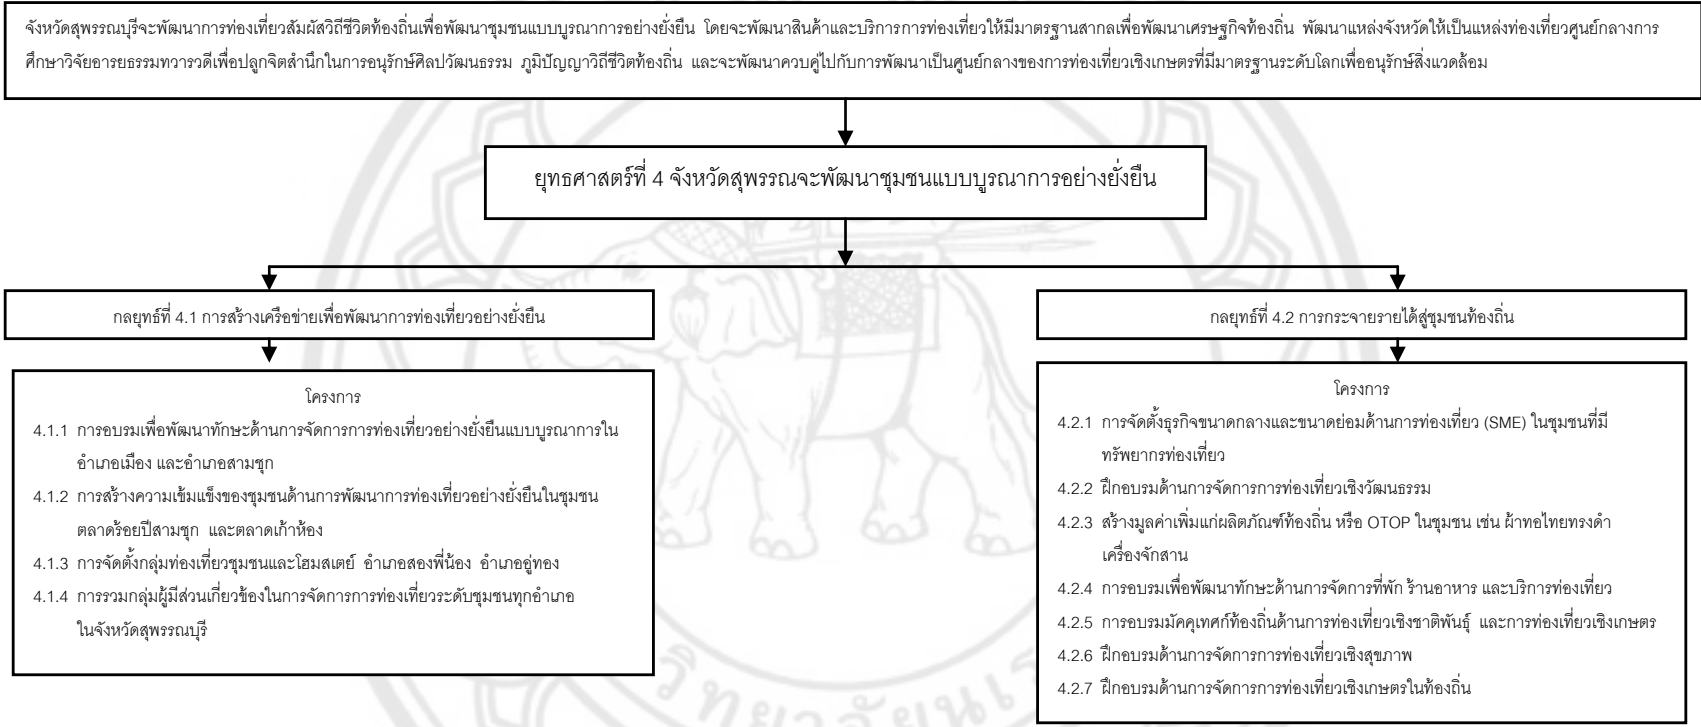 จังหวัดสุพรรณบุรีจะพัฒนาการท่องเที่ยวสัมผัสวิถีชีวิตท้องถิ่นเพื่อพัฒนาชุมชนแบบบูรณาการอย่างยั่งยืน โดยจะพัฒนาสินค้าและบริการการท่องเที่ยวให้มีมาตรฐานสากลเพื่อพัฒนาเศรษฐกิจท้องถิ่น พัฒนาแหล่งจังหวัดให้เป็นแหล่งท่องเที่ยวศูนย์กลางการ
ศึกษาวิจัยอารยธรรมทวารวดีเพื่อปลูกจิตสำนึกในการอนุรักษ์ศิลปวัฒนธรรม ภูมิปัญญาวิถีชีวิตท้องถิ่น และจะพัฒนาควบคู่ไปกับการพัฒนาเป็นศูนย์กลางของการท่องเที่ยวเชิงเกษตรที่มีมาตรฐานระดับโลกเพื่ออนุรักษ์สิ่งแวดล้อม
ยุทธศาสตร์ที่ 4 จังหวัดสุพรรณจะพัฒนาชุมชนแบบบูรณาการอย่างยั่งยืน
กลยุทธ์ที่ 4.1 การสร้างเครือข่ายเพื่อพัฒนาการท่องเที่ยวอย่างยั่งยืน
โครงการ
4.1.1 การอบรมเพื่อพัฒนาทักษะด้านการจัดการการท่องเที่ยวอย่างยั่งยืนแบบบูรณาการใน
อำเภอเมือง และอำเภอสามชุก
4.1.2 การสร้างความเข้มแข็งของชุมชนด้านการพัฒนาการท่องเที่ยวอย่างยั่งยืนในชุมชน
ตลาดร้อยปีสามชุก และตลาดเก้าห้อง
4.1.3 การจัดตั้งกลุ่มท่องเที่ยวชุมชนและโฮมสเตย์ อำเภอสองพี่น้อง อำเภออู่ทอง
4.1.4 การรวมกลุ่มผู้มีส่วนเกี่ยวข้องในการจัดการการท่องเที่ยวระดับชุมชนทุกอำเภอ
ในจังหวัดสุพรรณบุรี
กลยุทธ์ที่ 4.2 การกระจายรายได้สู่ชุมชนท้องถิ่น
โครงการ
4.2.1 การจัดตั้งธุรกิจขนาดกลางและขนาดย่อมด้านการท่องเที่ยว (SME) ในชุมชนที่มี
ทรัพยากรท่องเที่ยว
4.2.2 ฝึกอบรมด้านการจัดการการท่องเที่ยวเชิงวัฒนธรรม
4.2.3 สร้างมูลค่าเพิ่มแก่ผลิตภัณฑ์ท้องถิ่น หรือ OTOP ในชุมชน เช่น ผ้าทอไทยทรงดำ
เครื่องจักสาน
4.2.4 การอบรมเพื่อพัฒนาทักษะด้านการจัดการที่พัก ร้านอาหาร และบริการท่องเที่ยว
4.2.5 การอบรมมัคคุเทศก์ท้องถิ่นด้านการท่องเที่ยวเชิงชาติพันธุ์ และการท่องเที่ยวเชิงเกษตร
4.2.6 ฝึกอบรมด้านการจัดการการท่องเที่ยวเชิงสุขภาพ
4.2.7 ฝึกอบรมด้านการจัดการการท่องเที่ยวเชิงเกษตรในท้องถิ่น